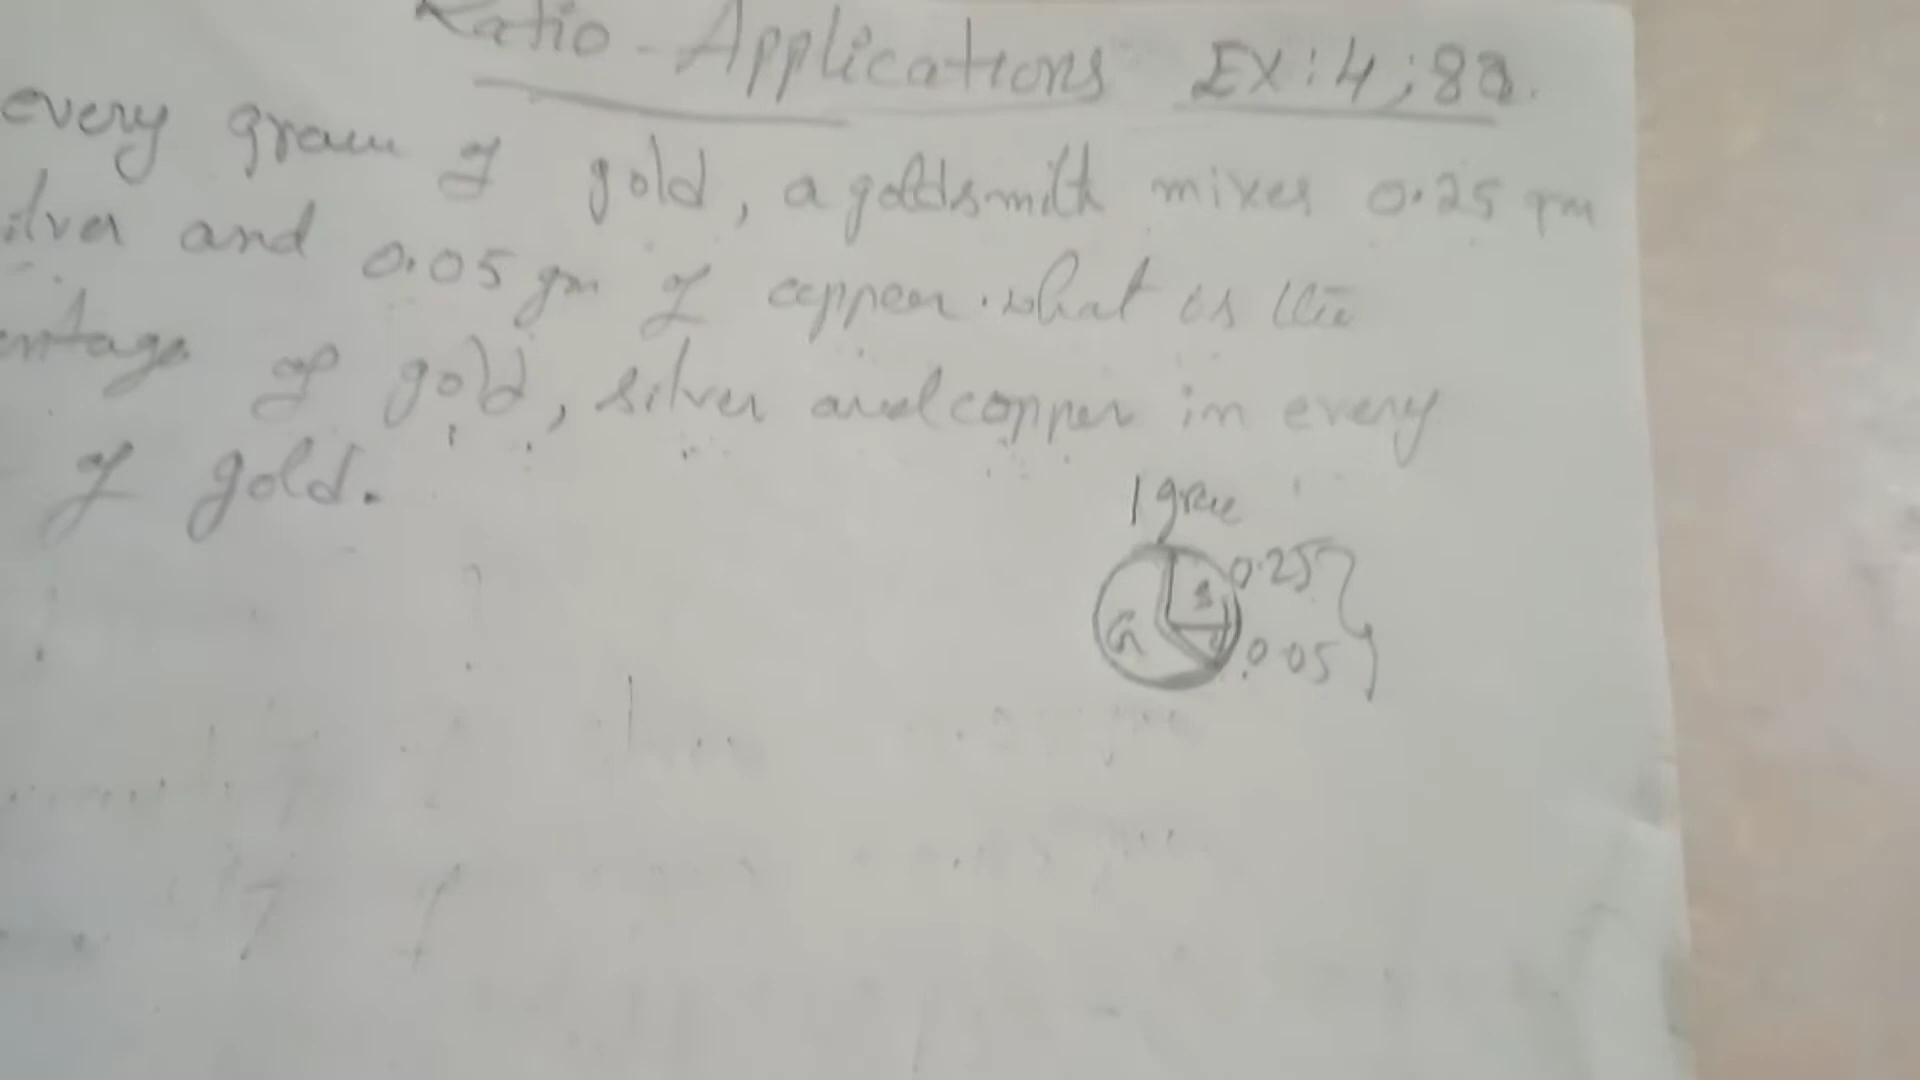 Ratio - Applications EX: 4; 8a.
every gram of gold, a goldsmith mixes 0.25 gm
ilver and 0.05 gm of copper. what is the
entage of gold, silver and copper in every
of gold.
1 gram
0.25
S
G
0.05